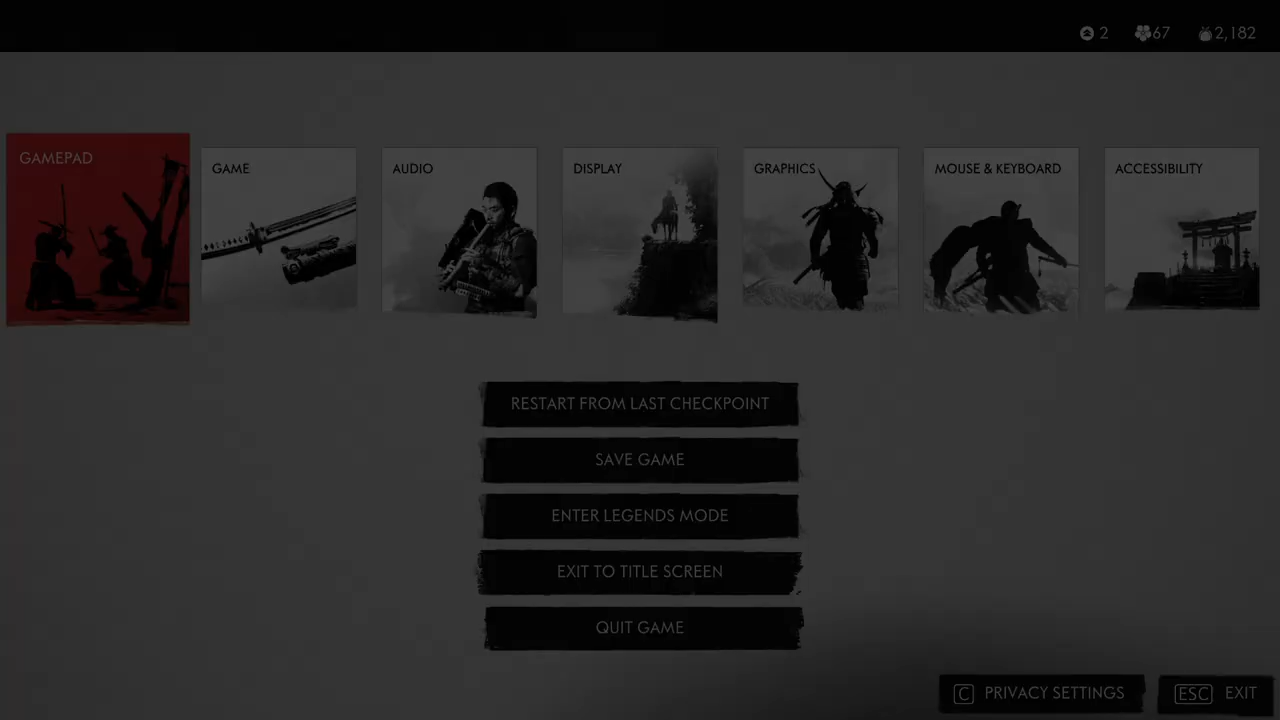 2 67 2,182
GAMEPAD
GAME
AUDIO
DISPLAY
GRAPHICS
MOUSE & KEYBOARD
ACCESSIBILITY
RESTART FROM LAST CHECKPOINT
SAVE GAME
ENTER LEGENDS MODE
EXIT TO TITLE SCREEN
QUIT GAME
C PRIVACY SETTINGS
ESC EXIT